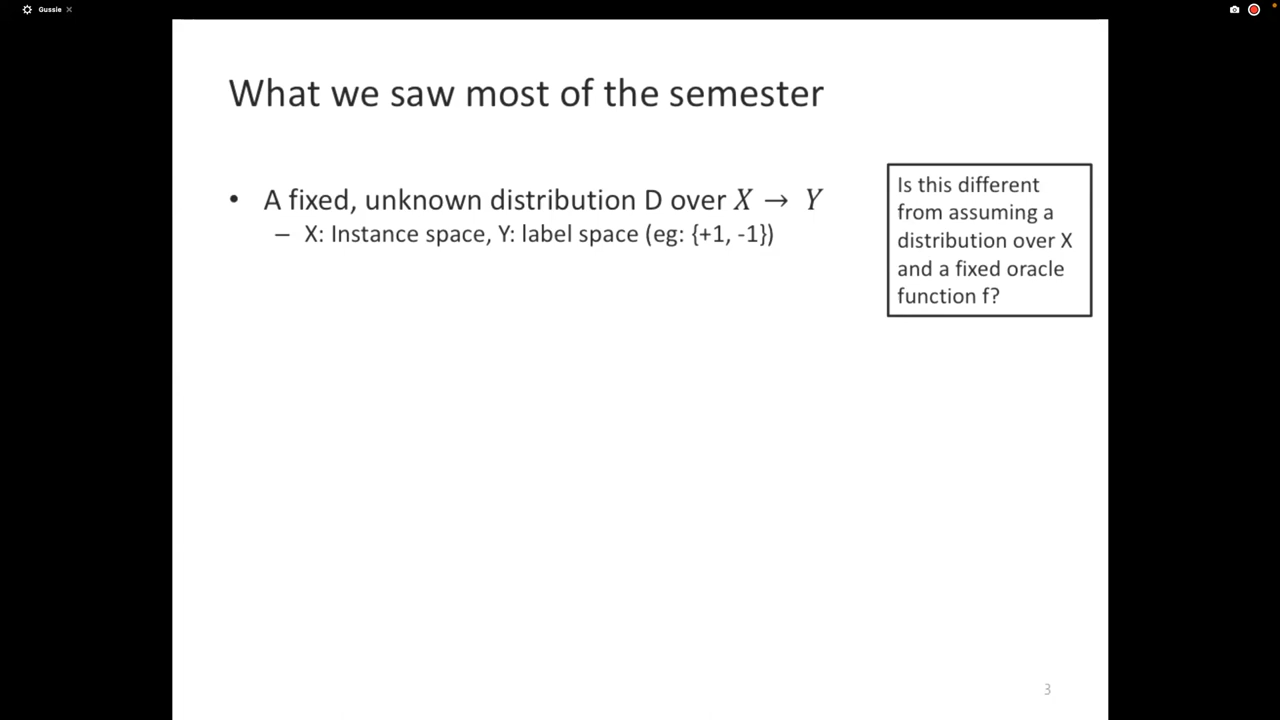 Gussie
What we saw most of the semester
• A fixed, unknown distribution D over X → Y
– X: Instance space, Y: label space (eg: {+1, -1})
Is this different
from assuming a
distribution over X
and a fixed oracle
function f?
3